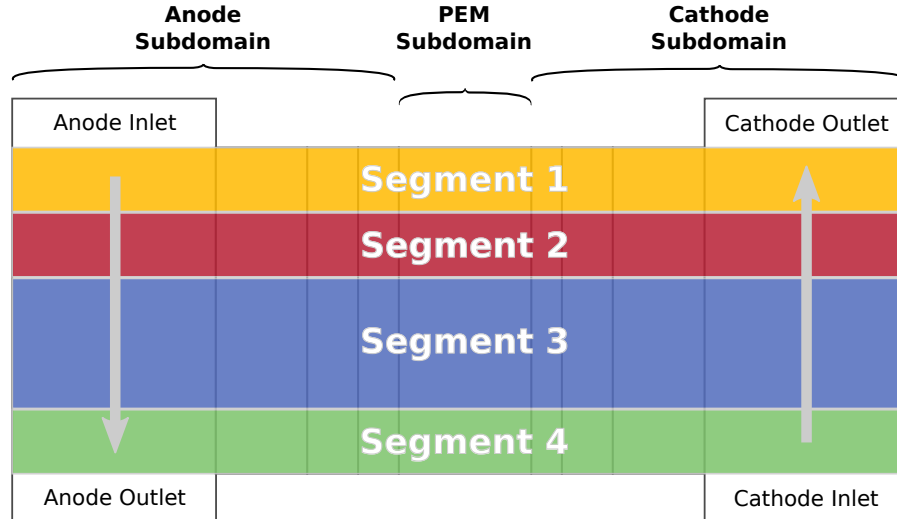 Anode
Subdomain
PEM
Subdomain
Cathode
Subdomain
Anode Inlet
Cathode Outlet
Segment 1
Segment 2
Segment 3
Segment 4
Anode Outlet
Cathode Inlet